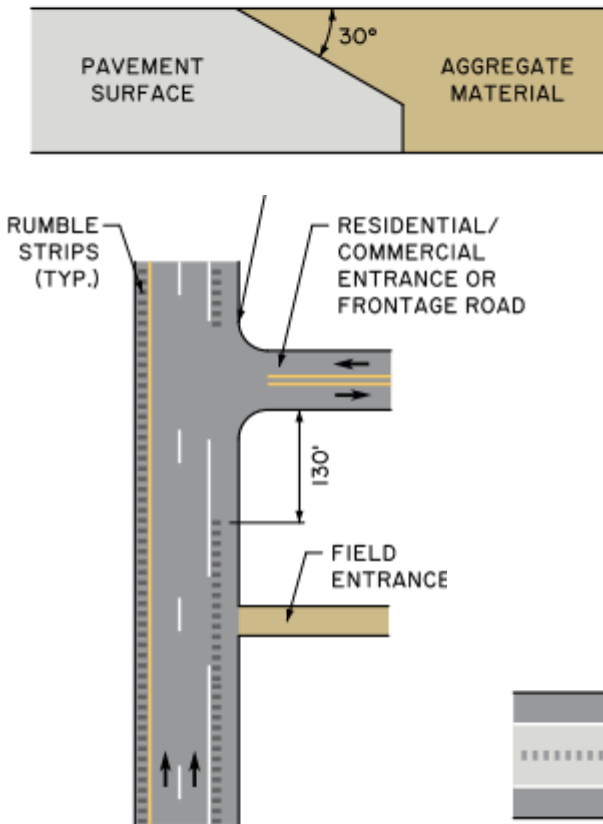 30°
PAVEMENT
SURFACE
AGGREGATE
MATERIAL
RUMBLE
STRIPS
(TYP.)
RESIDENTIAL/
COMMERCIAL
ENTRANCE OR
FRONTAGE ROAD
130'
FIELD
ENTRANCE